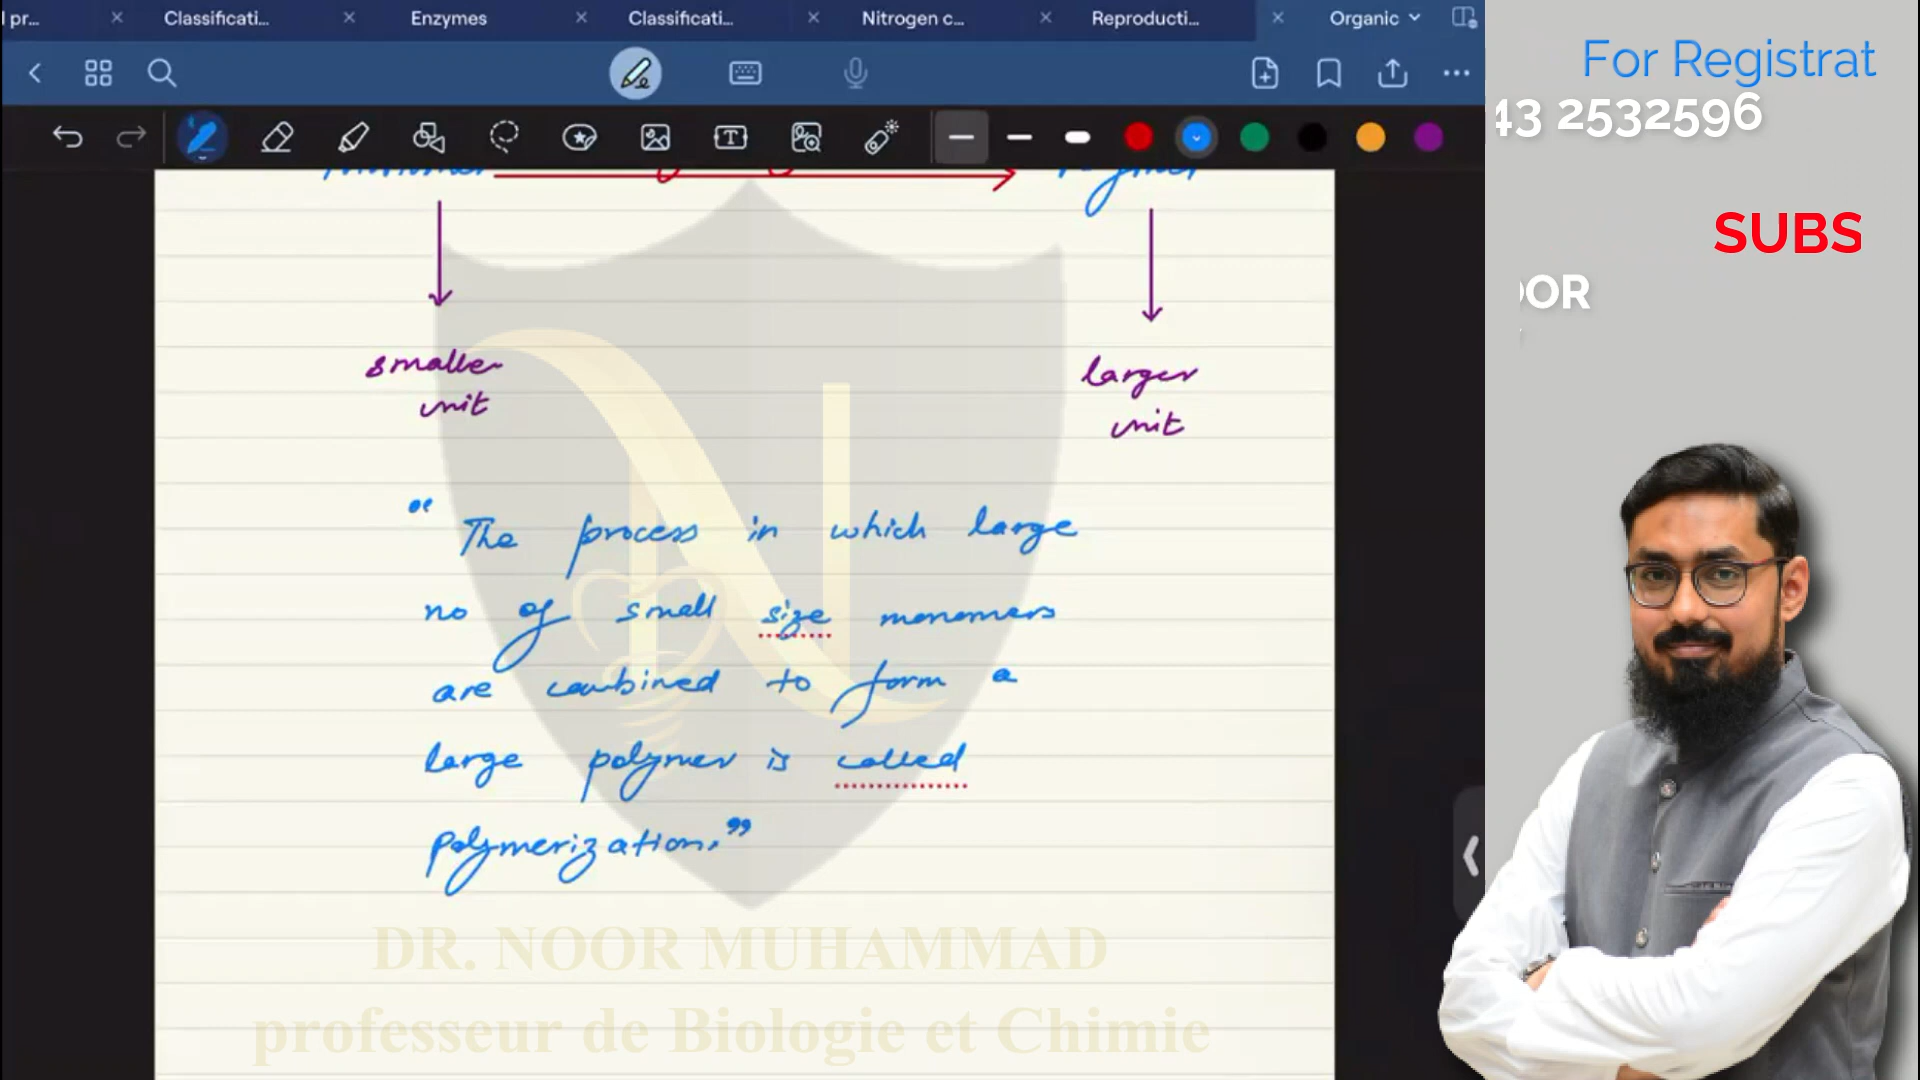 pr...
Classificati...
Enzymes
Classificati...
Nitrogen c...
Reproducti...
Organic
For Registrat
43 2532596
SUBS
OOR
smaller
unit
larger
unit
"The process in which large
no of small size monomers
are combined to form a
large polymer is called
polymerization."
DR. NOOR MUHAMMAD
professeur de Biologie et Chimie